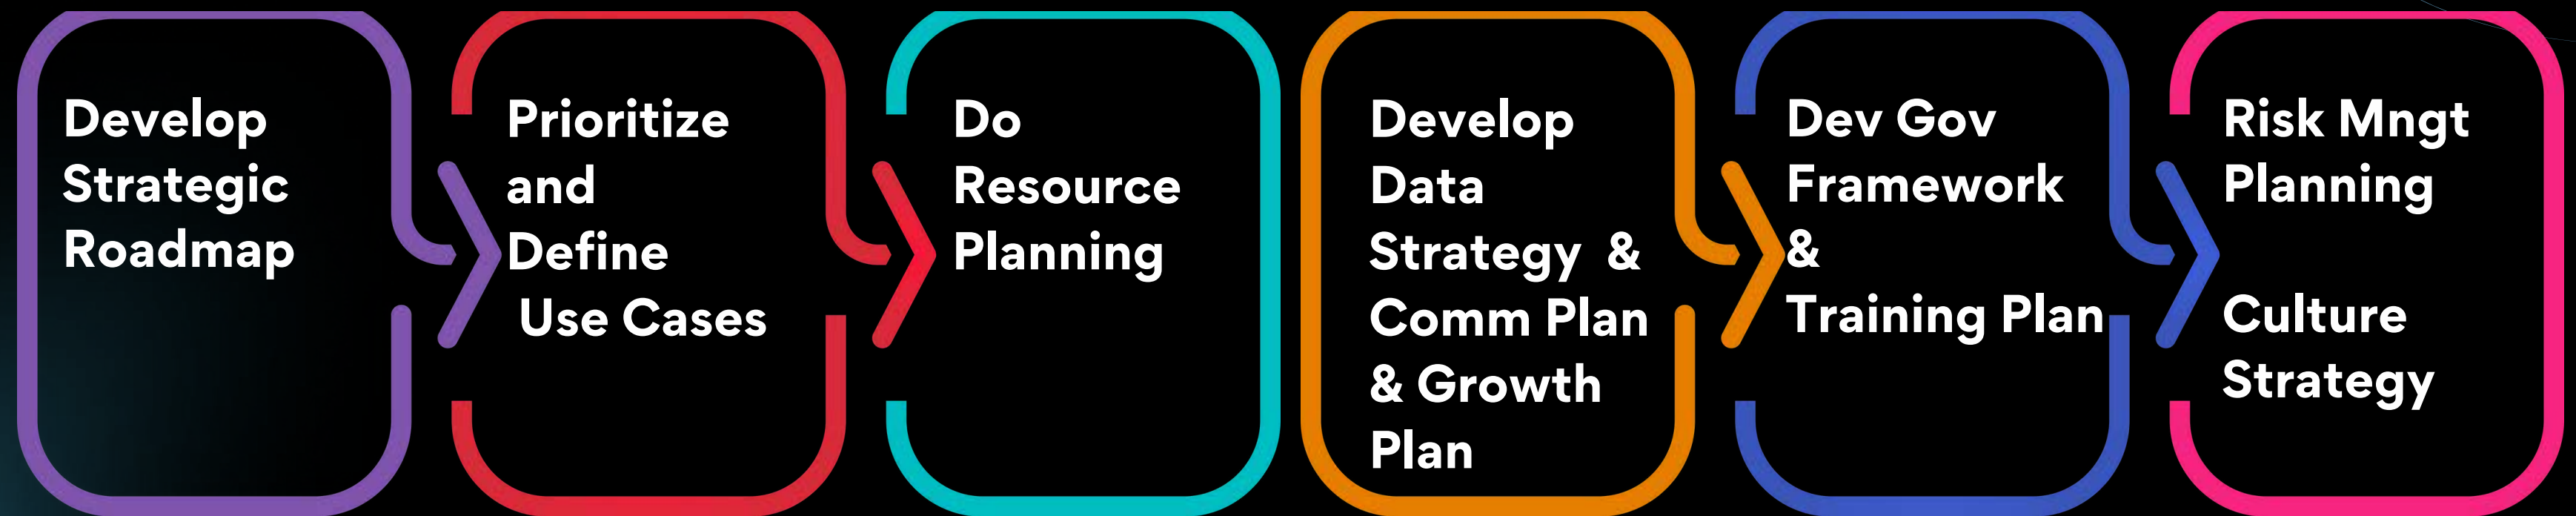 Develop
Strategic
Roadmap
Prioritize
and
Define
Use Cases
Do
Resource
Planning
Develop
Data
Strategy &
Comm Plan
& Growth
Plan
Dev Gov
Framework
&
Training Plan
Risk Mngt
Planning
Culture
Strategy